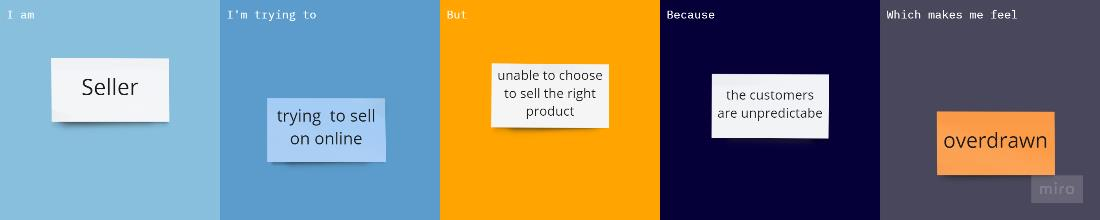 I am
Seller
I'm trying to
trying to sell
on online
But
unable to choose
to sell the right
product
Because
the customers
are unpredictabe
Which makes me feel
overdrawn
miro